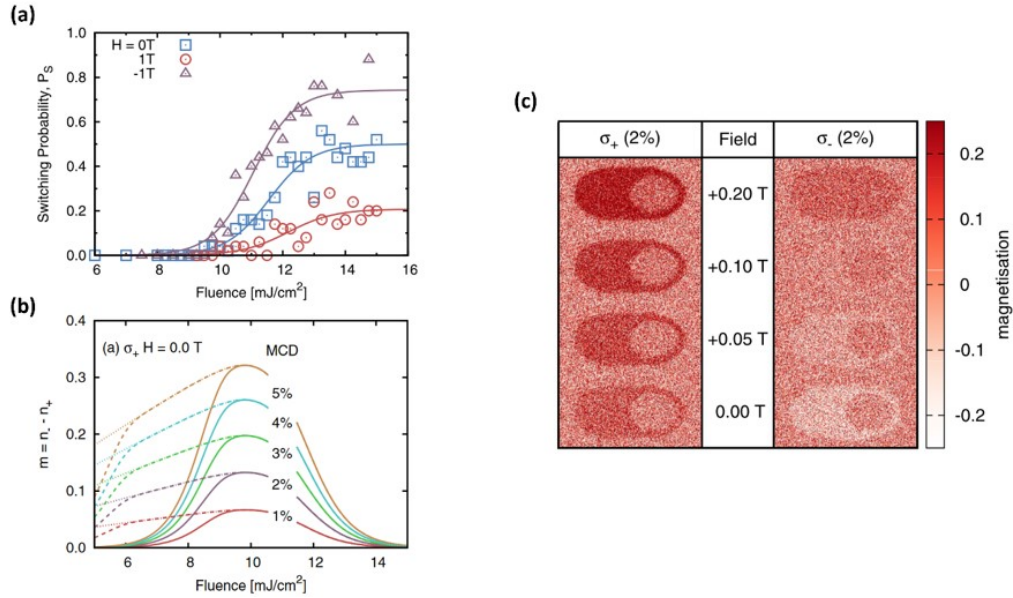 (a)
H = 0T
1T
-1T
1.0
0.8
0.6
0.4
0.2
0.0
Switching Probability, P_S
6 8 10 12 14 16
Fluence [mJ/cm²]
(b)
0.4
0.3
0.2
0.1
0.0
m = n₋ - n₊
(a) σ₊ H = 0.0 T
MCD
5%
4%
3%
2%
1%
6 8 10 12 14
Fluence [mJ/cm²]
(c)
σ₊ (2%) Field σ₋ (2%)
+0.20 T
+0.10 T
+0.05 T
0.00 T
0.2
0.1
0
-0.1
-0.2
magnetisation